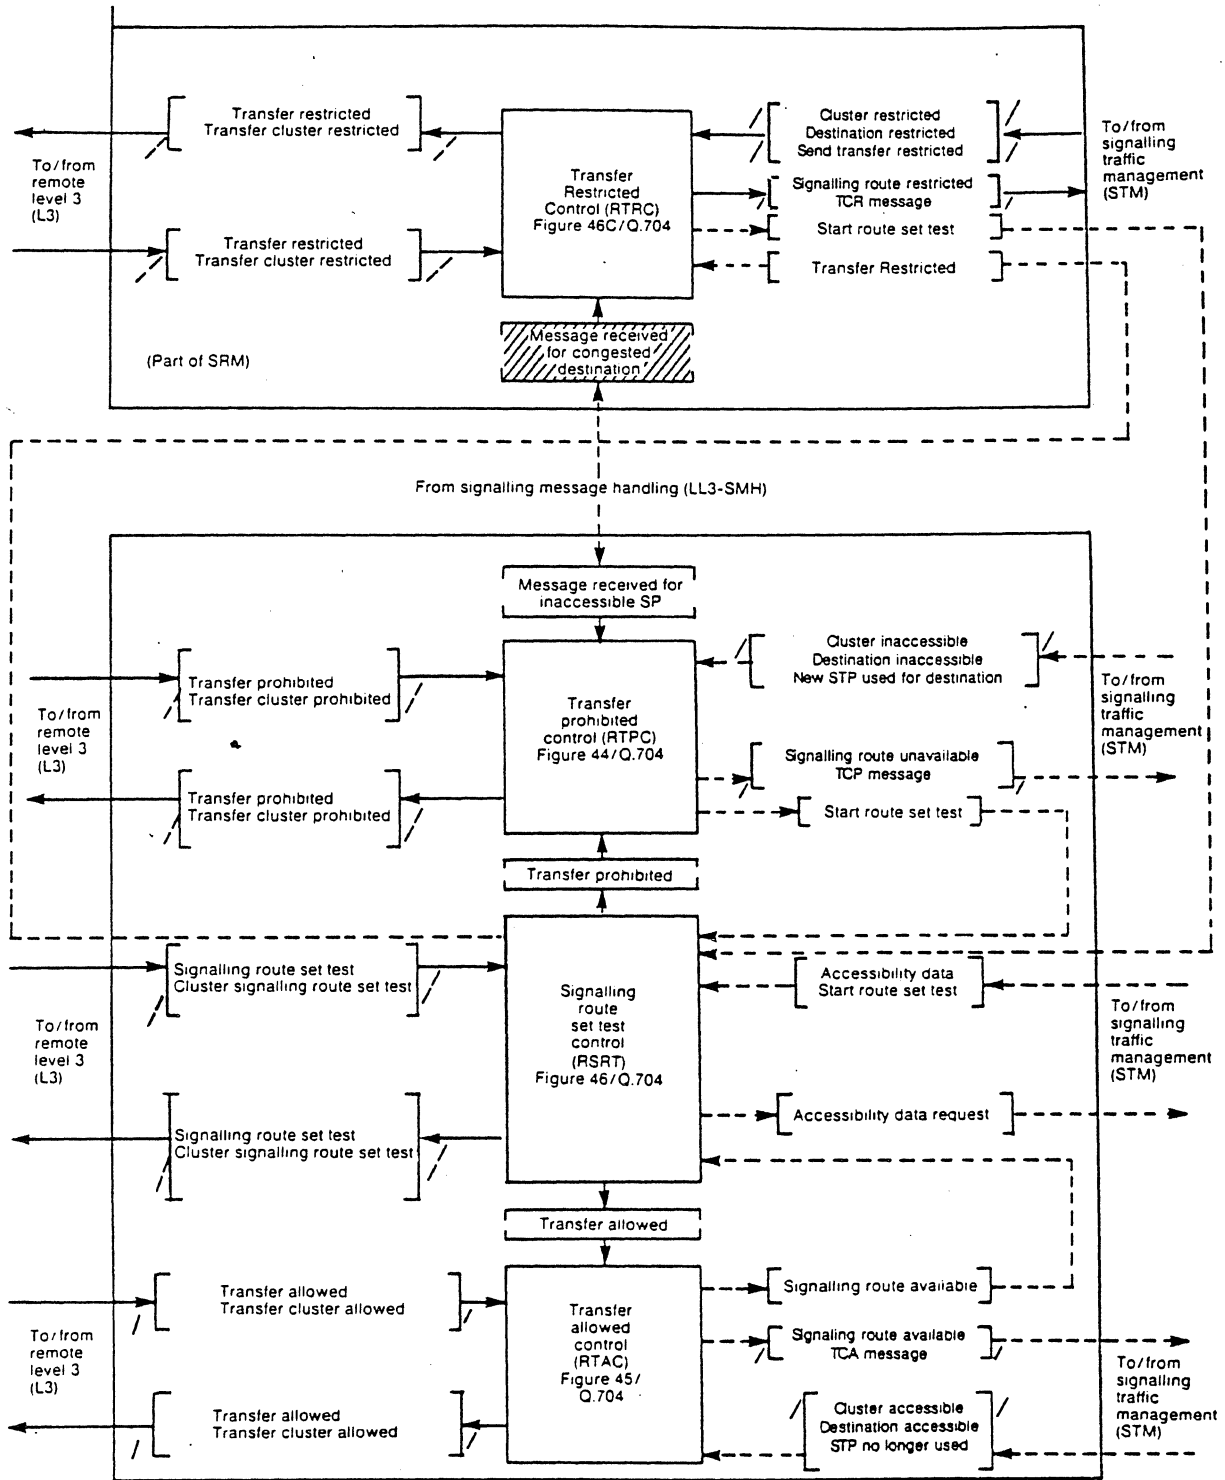 Transfer restricted
Transfer cluster restricted
To/from
remote
level 3
(L3)
Transfer restricted
Transfer cluster restricted
Transfer
Restricted
Control (RTRC)
Figure 46C/Q.704
Cluster restricted
Destination restricted
Send transfer restricted
Signalling route restricted
TCR message
Start route set test
Transfer Restricted
To/from
signalling
traffic
management
(STM)
(Part of SRM)
Message received
for congested
destination
From signalling message handling (LL3-SMH)
Message received for
inaccessible SP
Transfer prohibited
Transfer cluster prohibited
To/from
remote
level 3
(L3)
Transfer prohibited
Transfer cluster prohibited
Transfer
prohibited
control (RTPC)
Figure 44/Q.704
Cluster inaccessible
Destination inaccessible
New STP used for destination
Signalling route unavailable
TCP message
Start route set test
To/from
signalling
traffic
management
(STM)
Transfer prohibited
Signalling route set test
Cluster signalling route set test
To/from
remote
level 3
(L3)
Signalling route set test
Cluster signalling route set test
Signalling
route
set test
control
(RSRT)
Figure 46/Q.704
Accessibility data
Start route set test
Accessibility data request
To/from
signalling
traffic
management
(STM)
Transfer allowed
Transfer allowed
Transfer cluster allowed
To/from
remote
level 3
(L3)
Transfer allowed
Transfer cluster allowed
Transfer
allowed
control
(RTAC)
Figure 45/
Q.704
Signalling route available
Signaling route available
TCA message
Cluster accessible
Destination accessible
STP no longer used
To/from
signalling
traffic
management
(STM)